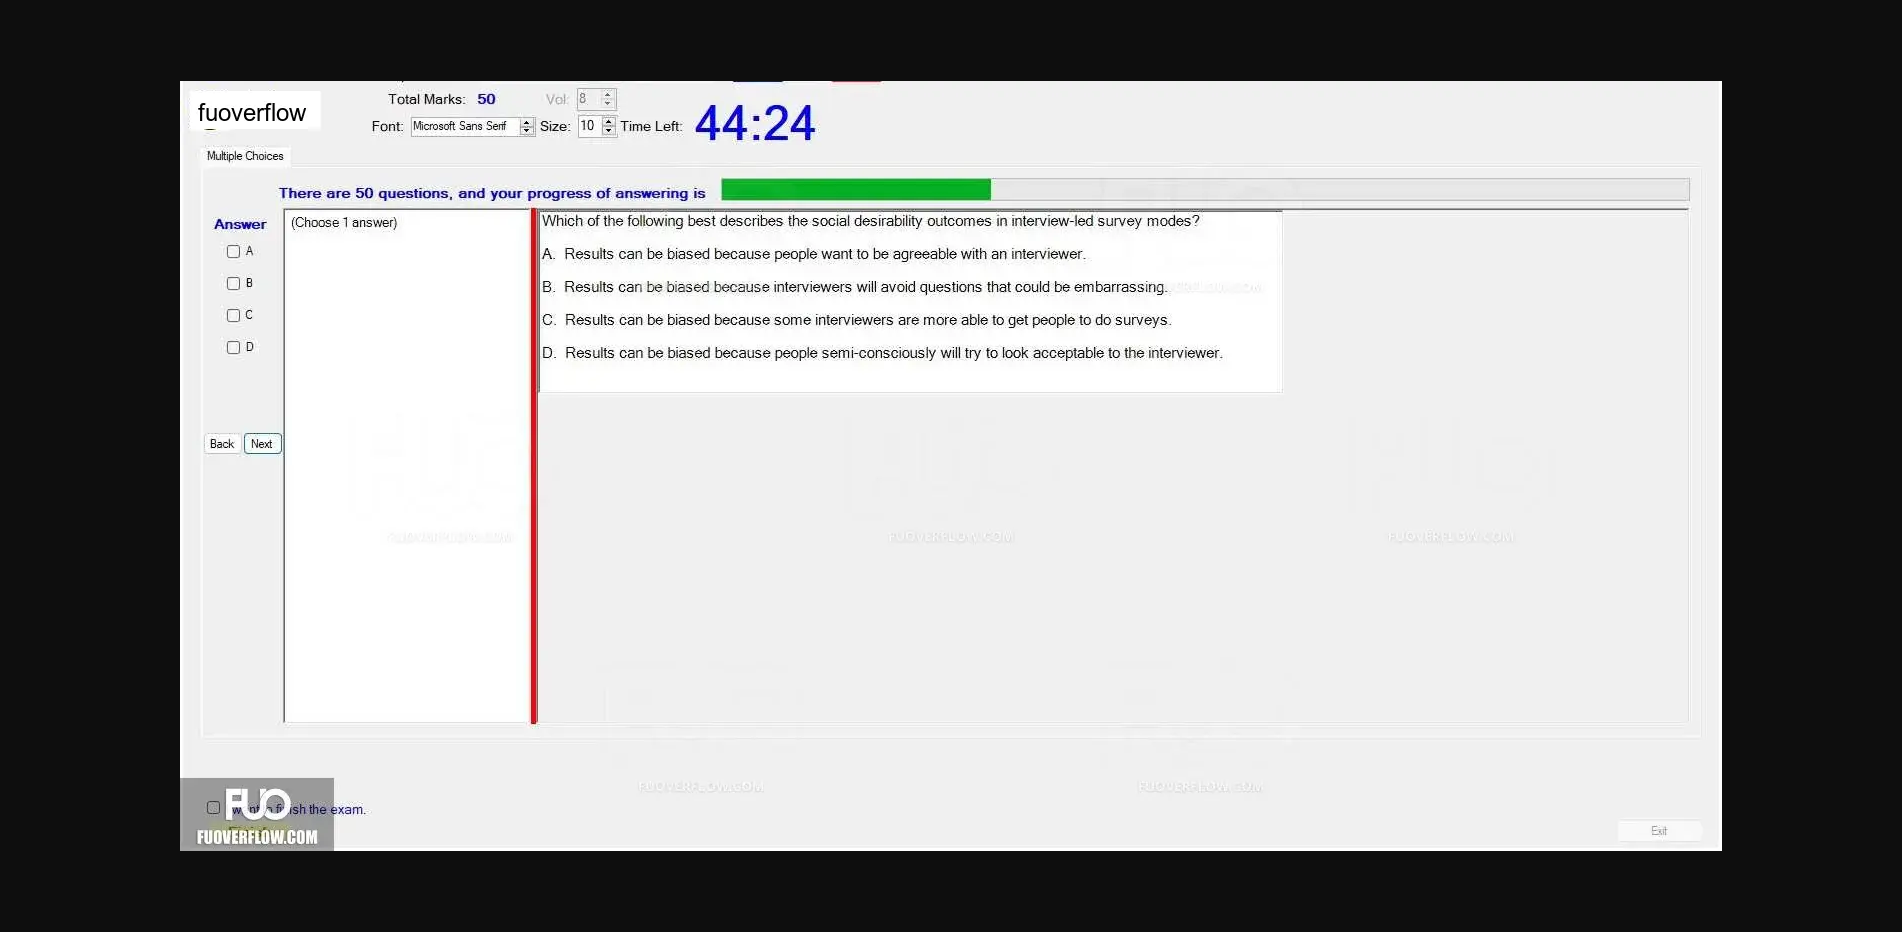 fuoverflow
Total Marks: 50 Vol: 8
Font: Microsoft Sans Serif Size: 10 Time Left: 44:24
Multiple Choices
There are 50 questions, and your progress of answering is
Answer
(Choose 1 answer)
A
B
C
D
Back Next
Which of the following best describes the social desirability outcomes in interview-led survey modes?
A. Results can be biased because people want to be agreeable with an interviewer.
B. Results can be biased because interviewers will avoid questions that could be embarrassing.
C. Results can be biased because some interviewers are more able to get people to do surveys.
D. Results can be biased because people semi-consciously will try to look acceptable to the interviewer.
FUOVERFLOW.COM
FUOVERFLOW.COM
FUOVERFLOW.COM
FUOVERFLOW.COM
FUOVERFLOW.COM
want to finish the exam.
FUO
FUOVERFLOW.COM
Exit